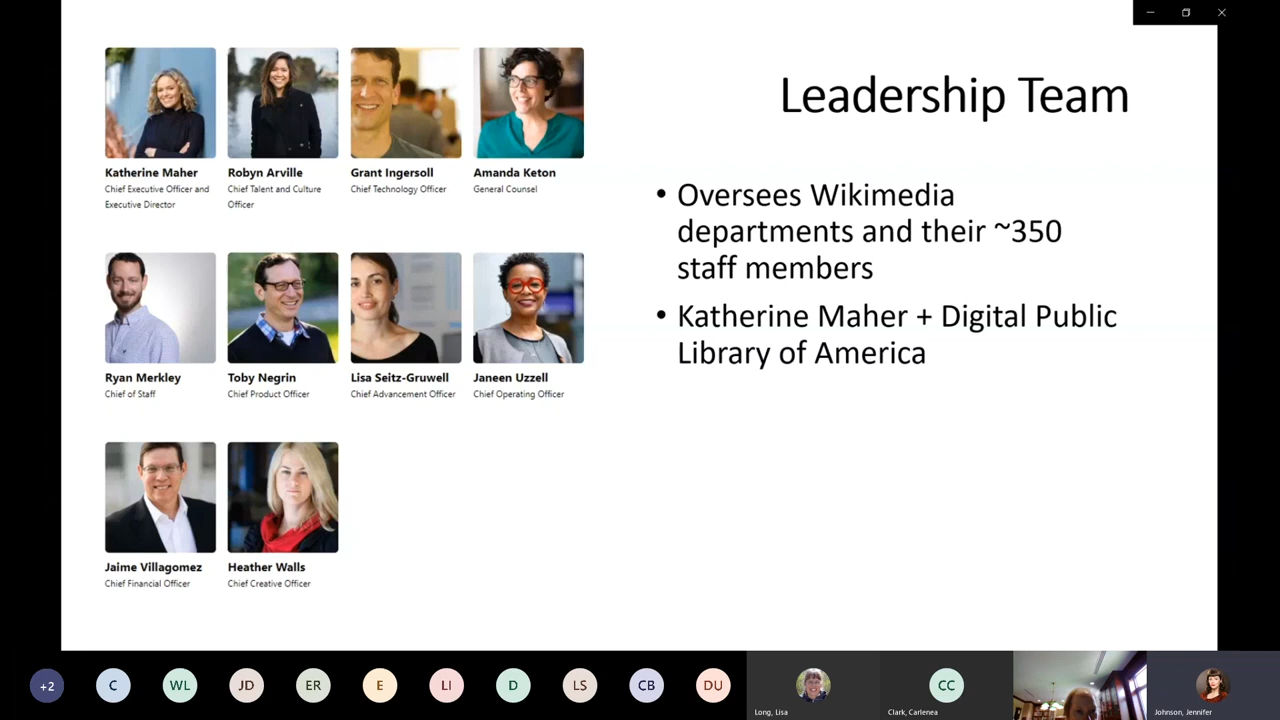 Leadership Team
Katherine Maher
Chief Executive Officer and
Executive Director
Robyn Arville
Chief Talent and Culture
Officer
Grant Ingersoll
Chief Technology Officer
Amanda Keton
General Counsel
Ryan Merkley
Chief of Staff
Toby Negrin
Chief Product Officer
Lisa Seitz-Gruwell
Chief Advancement Officer
Janeen Uzzell
Chief Operating Officer
Jaime Villagomez
Chief Financial Officer
Heather Walls
Chief Creative Officer
• Oversees Wikimedia
departments and their ~350
staff members
• Katherine Maher + Digital Public
Library of America
+2
C
WL
JD
ER
E
LI
D
LS
CB
DU
Long, Lisa
CC
Clark, Carlenea
Johnson, Jennifer